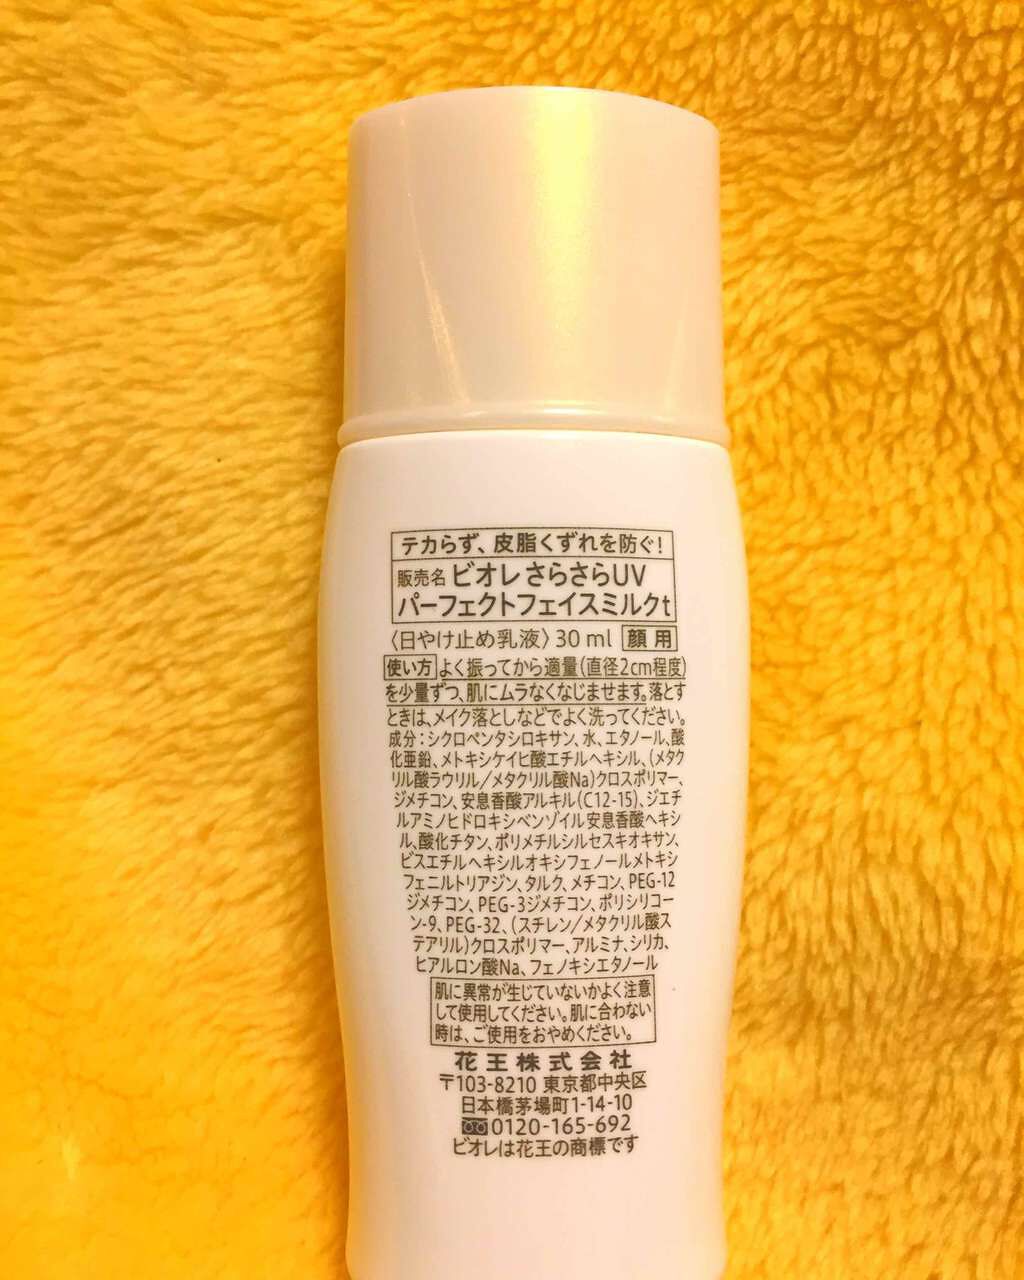 テカらず、皮脂くずれを防ぐ!
販売名 ビオレさらさらUV
パーフェクトフェイスミルクt
〈日やけ止め乳液〉30 ml 顔用
使い方 よく振ってから適量(直径2cm程度)
を少量ずつ、肌にムラなくなじませます。落とす
ときは、メイク落としなどでよく洗ってください。
成分:シクロペンタシロキサン、水、エタノール、酸
化亜鉛、メトキシケイヒ酸エチルヘキシル、(メタク
リル酸ラウリル/メタクリル酸Na)クロスポリマー、
ジメチコン、安息香酸アルキル(C12-15)、ジエチ
ルアミノヒドロキシベンゾイル安息香酸ヘキシ
ル、酸化チタン、ポリメチルシルセスキオキサン、
ビスエチルヘキシルオキシフェノールメトキシ
フェニルトリアジン、タルク、メチコン、PEG-12
ジメチコン、PEG-3ジメチコン、ポリシリコー
ン-9、PEG-32、(スチレン/メタクリル酸ス
テアリル)クロスポリマー、アルミナ、シリカ、
ヒアルロン酸Na、フェノキシエタノール
肌に異常が生じていないかよく注意
して使用してください。肌に合わない
時は、ご使用をおやめください。
花王株式会社
〒103-8210 東京都中央区
日本橋茅場町1-14-10
0120-165-692
ビオレは花王の商標です